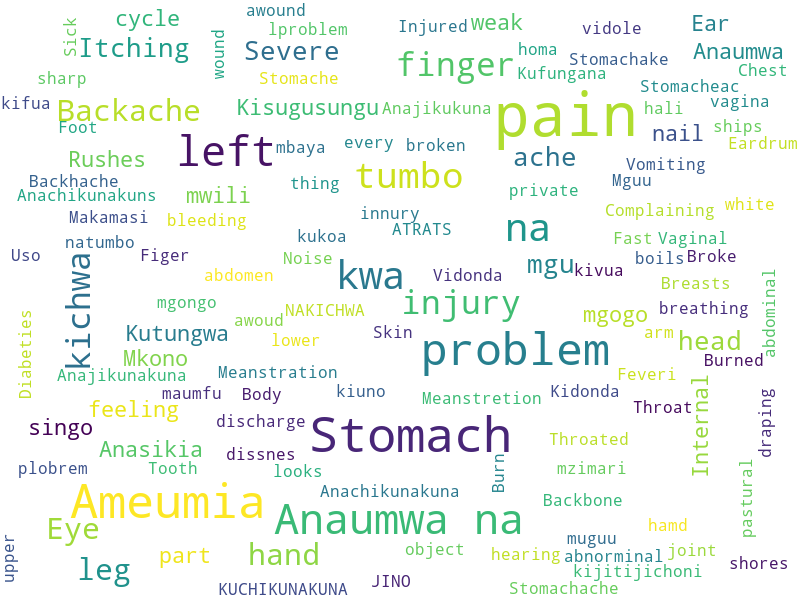 awound
cycle
Sick
lproblem
Injured
weak
vidole
Ear
Itching
wound
Severe
homa
Anaumwa
finger
Stomachake
Chest
sharp
Stomache
Kufungana
Stomacheac
kifua
Backache
Kisugusungu
Anajikukuna
pain
hali
vagina
Foot
left
mbaya
every
broken
nail
ships
Eardrum
Rushes
ache
Vomiting
Backhache
thing
tumbo
private
Mguu
Anachikunakuns
mwili
Makamasi
bleeding
innury
ATRATS
na
Complaining
white
natumbo
kukoa
Fast
Vaginal
Uso
Figer
Noise
kwa
mgu
kivua
boils
Broke
kichwa
abdomen
Vidonda
Breasts
abdominal
mgongo
NAKICHWA
injury
mgogo
breathing
Diabeties
Kutungwa
awoud
lower
Skin
problem
arm
head
Mkono
Burned
Anajikunakuna
Meanstration
Feveri
maumfu
Body
kiuno
Meanstretion
Kidonda
Internal
Throat
draping
feeling
discharge
Stomach
singo
Anasikia
dissnes
Throated
plobrem
Tooth
looks
Burn
mzimari
pastural
Ameumia
Anachikunakuna
Backbone
Anaumwa na
Eye
hamd
muguu
upper
part
hand
object
hearing
abnorminal
joint
leg
kijitijichoni
shores
KUCHIKUNAKUNA
JINO
Stomachache